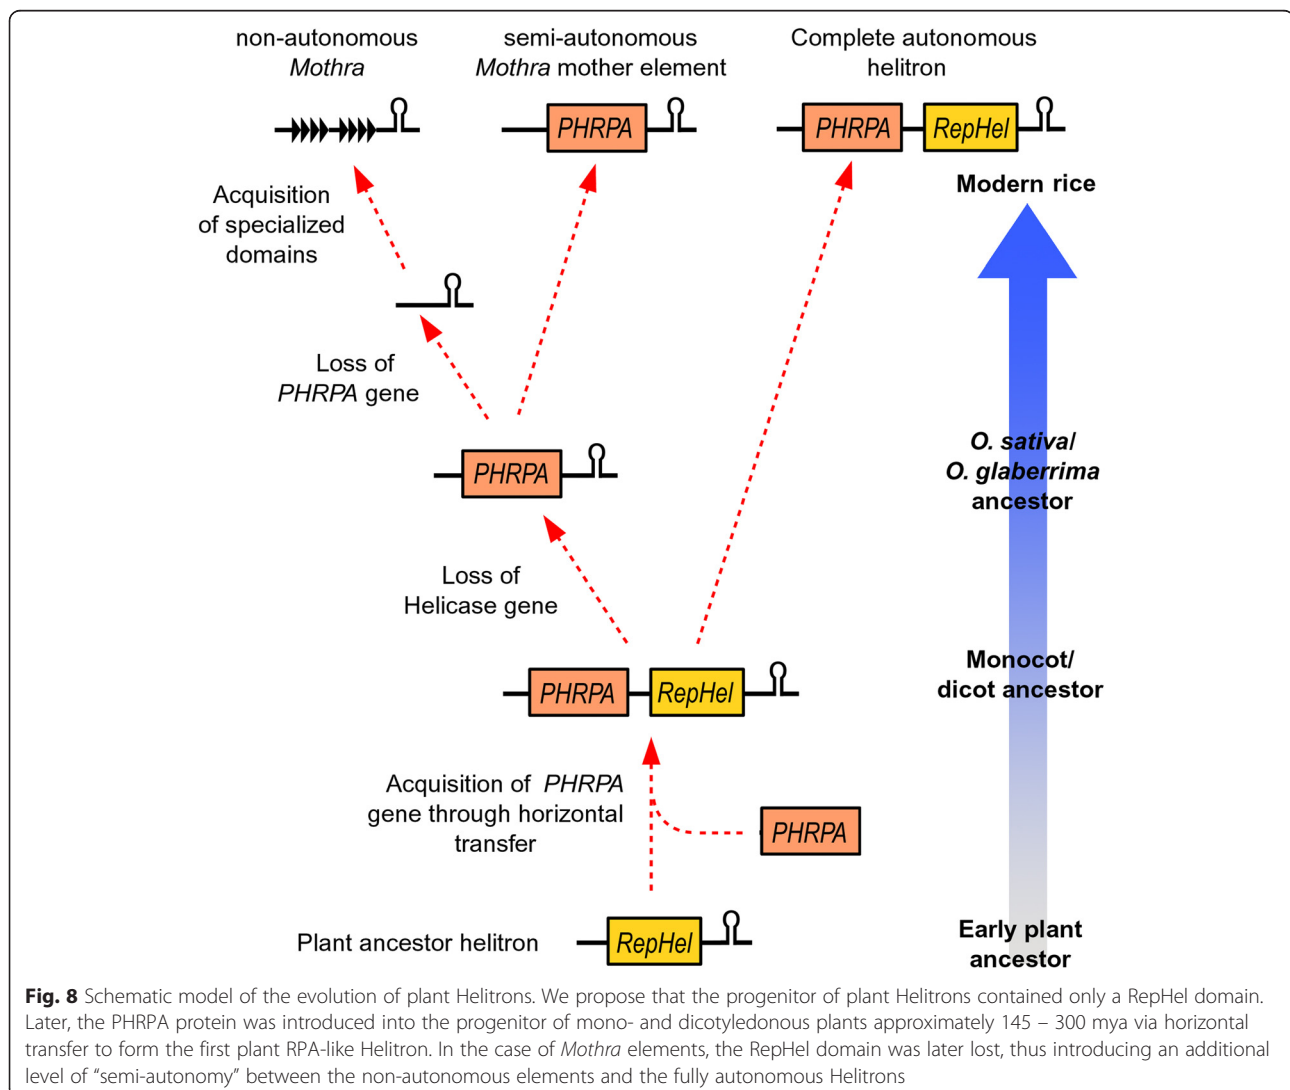 non-autonomous
Mothra
semi-autonomous
Mothra mother element
Complete autonomous
helitron
PHRPA
PHRPA
RepHel
Modern rice
Acquisition
of specialized
domains
Loss of
PHRPA gene
O. sativa/
O. glaberrima
ancestor
PHRPA
Loss of
Helicase gene
Monocot/
dicot ancestor
PHRPA
RepHel
Acquisition of PHRPA
gene through horizontal
transfer
PHRPA
Plant ancestor helitron
RepHel
Early plant
ancestor
Fig. 8 Schematic model of the evolution of plant Helitrons. We propose that the progenitor of plant Helitrons contained only a RepHel domain.
Later, the PHRPA protein was introduced into the progenitor of mono- and dicotyledonous plants approximately 145 – 300 mya via horizontal
transfer to form the first plant RPA-like Helitron. In the case of Mothra elements, the RepHel domain was later lost, thus introducing an additional
level of “semi-autonomy” between the non-autonomous elements and the fully autonomous Helitrons